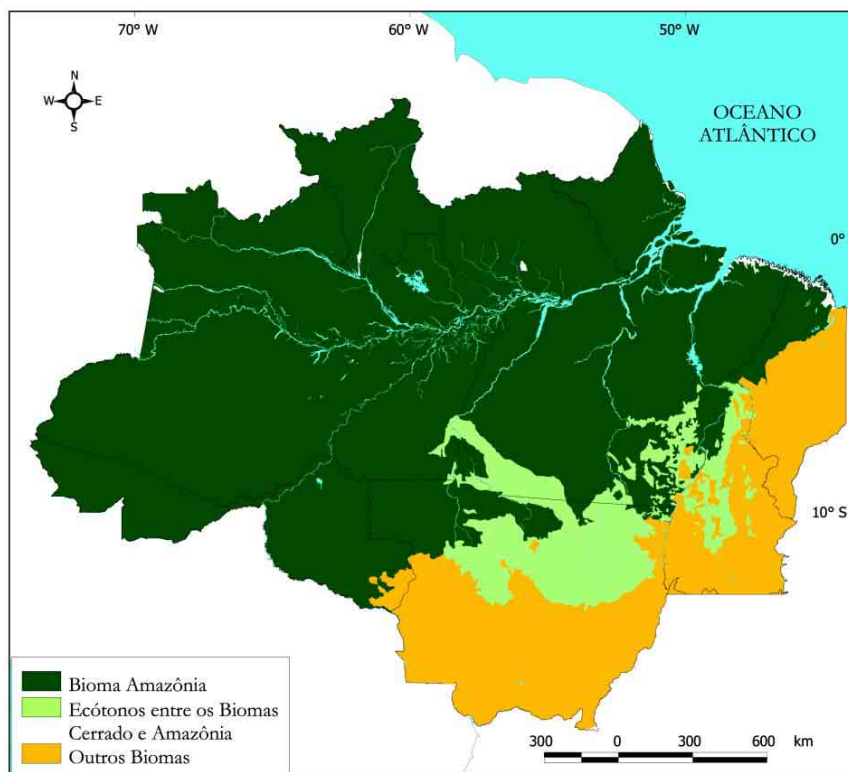 70° W 60° W 50° W
N
W E
S
OCEANO
ATLÂNTICO
0°
10° S
Bioma Amazônia
Ecótonos entre os Biomas
Cerrado e Amazônia
Outros Biomas
300 0 300 600 km